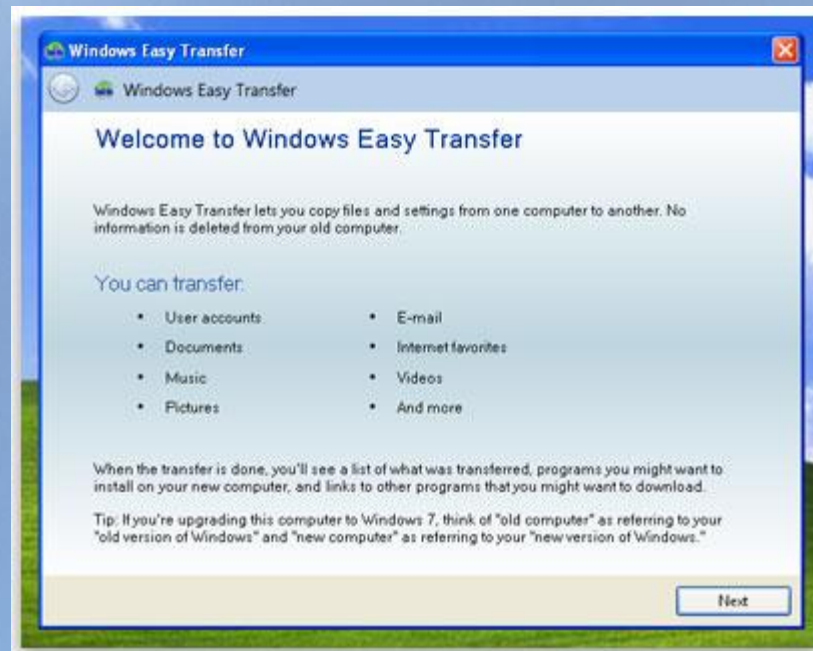 Windows Easy Transfer
Windows Easy Transfer
Welcome to Windows Easy Transfer
Windows Easy Transfer lets you copy files and settings from one computer to another. No
information is deleted from your old computer.
You can transfer:
• User accounts
• Documents
• Music
• Pictures
• E-mail
• Internet favorites
• Videos
• And more
When the transfer is done, you'll see a list of what was transferred, programs you might want to
install on your new computer, and links to other programs that you might want to download.
Tip: If you're upgrading this computer to Windows 7, think of "old computer" as referring to your
"old version of Windows" and "new computer" as referring to your "new version of Windows."
Next